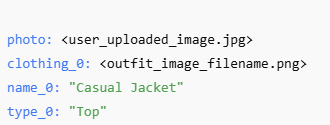 photo: <user_uploaded_image.jpg>
clothing_0: <outfit_image_filename.png>
name_0: "Casual Jacket"
type_0: "Top"